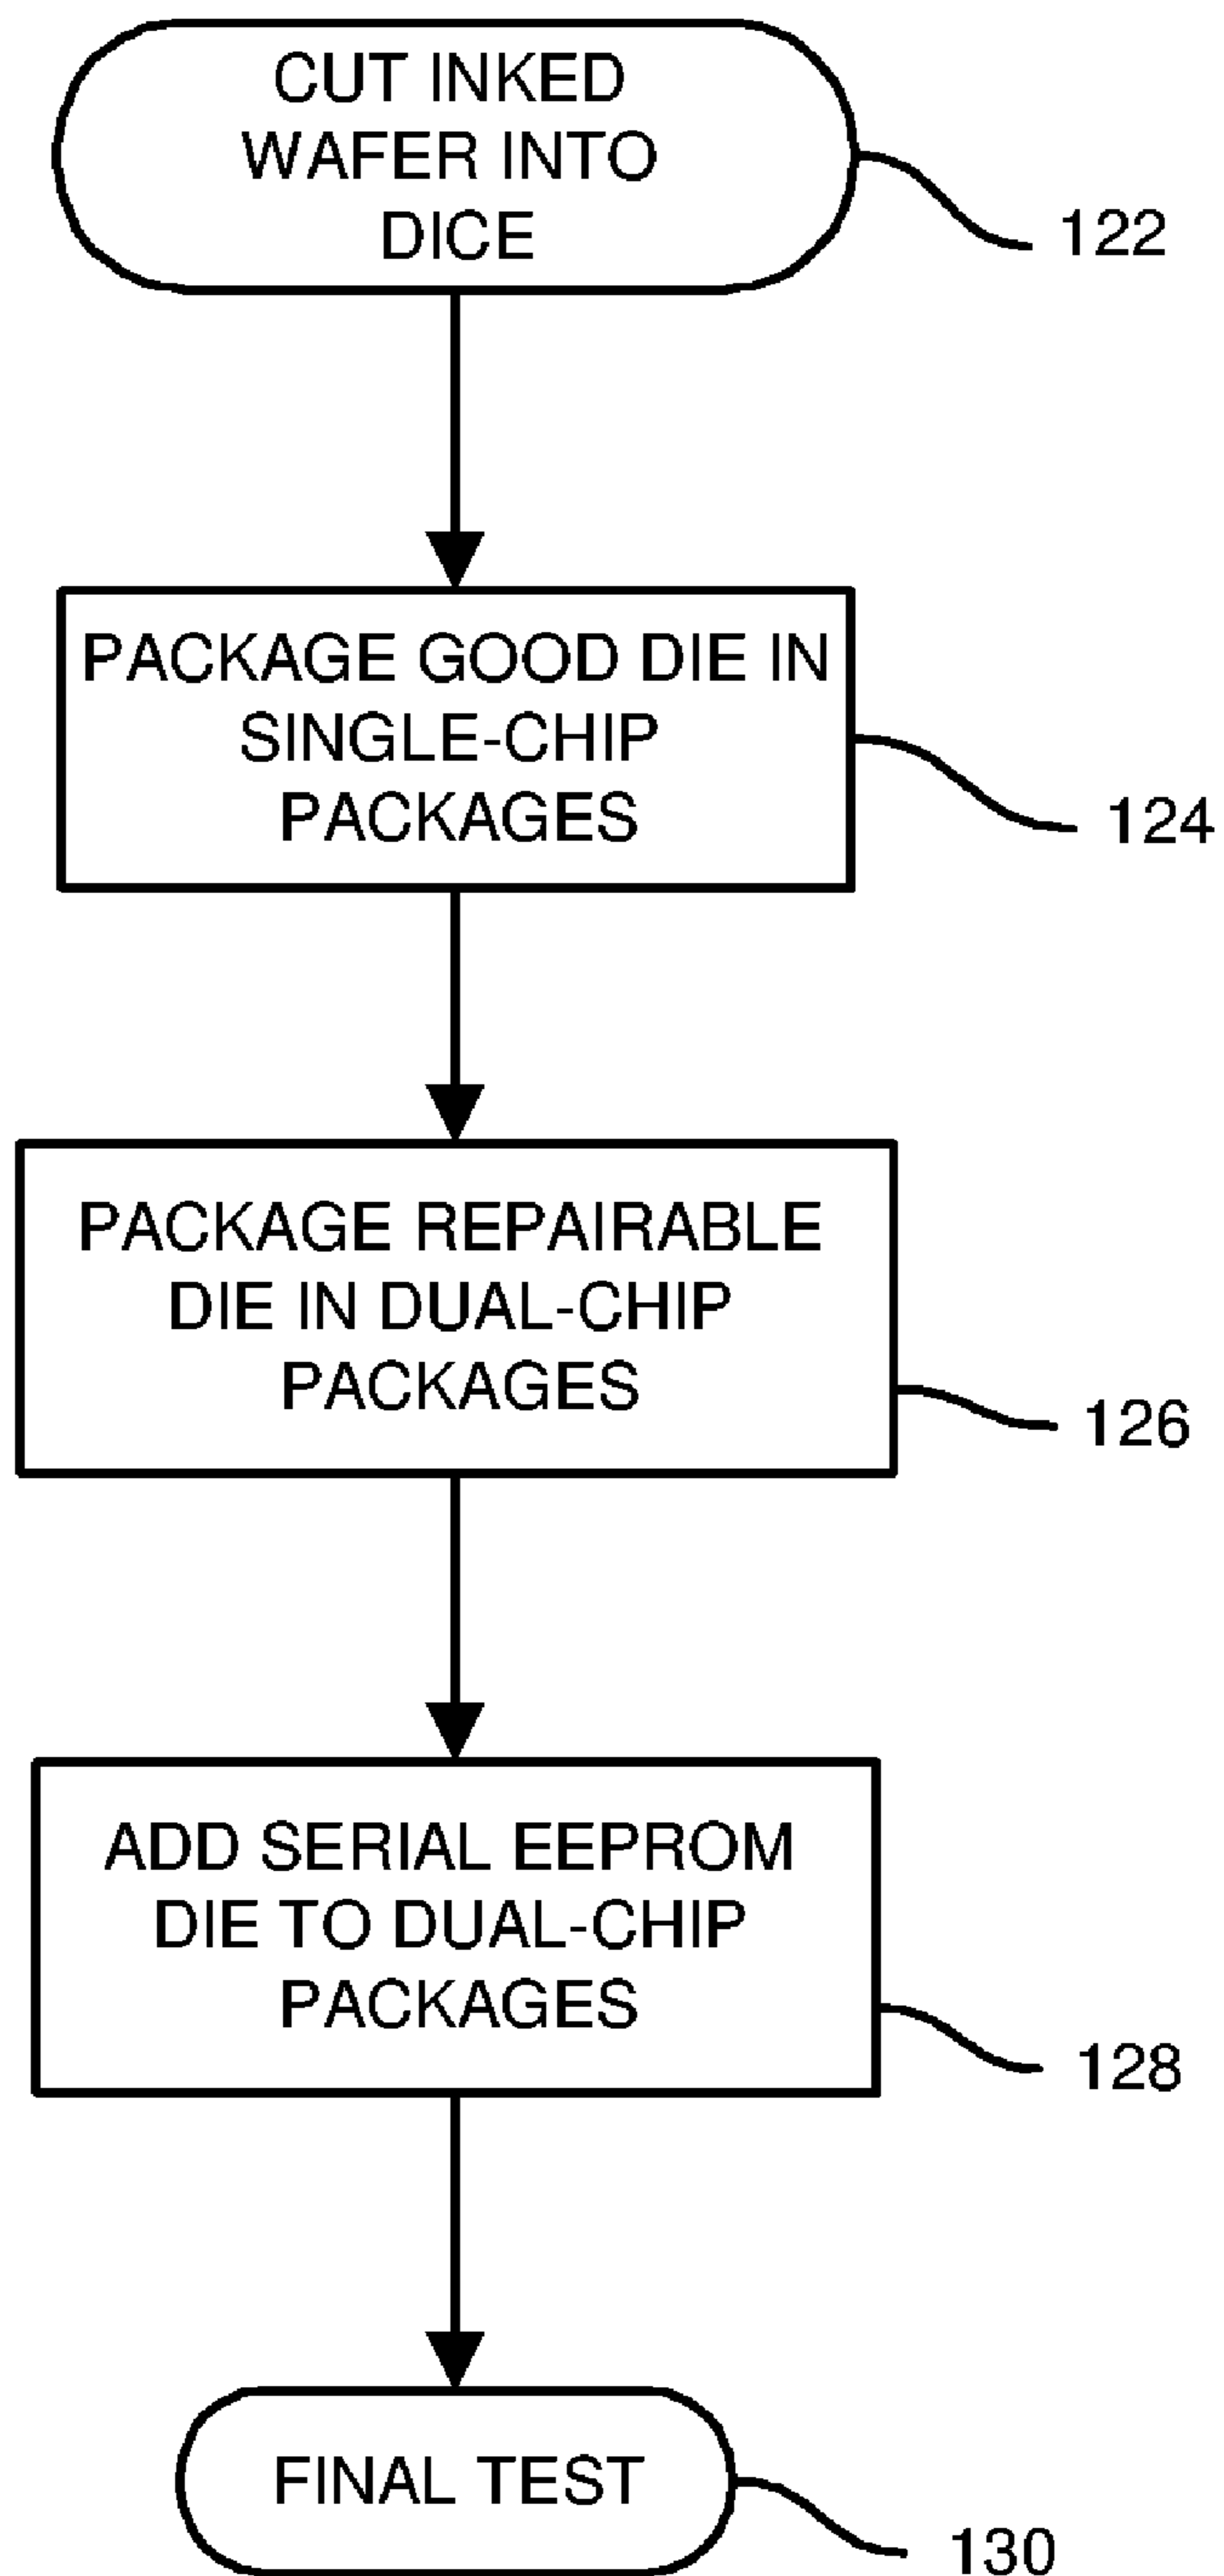 CUT INKED
WAFER INTO
DICE
122
PACKAGE GOOD DIE IN
SINGLE-CHIP
PACKAGES
124
PACKAGE REPAIRABLE
DIE IN DUAL-CHIP
PACKAGES
126
ADD SERIAL EEPROM
DIE TO DUAL-CHIP
PACKAGES
128
FINAL TEST
130